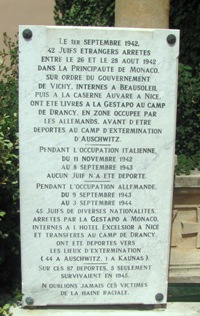 LE 1ER SEPTEMBRE 1942,
42 JUIFS ETRANGERS ARRETES
ENTRE LE 26 ET LE 28 AOUT 1942
DANS LA PRINCIPAUTE DE MONACO,
SUR ORDRE DU GOUVERNEMENT
DE VICHY, INTERNES A BEAUSOLEIL
PUIS A LA CASERNE AUVARE A NICE,
ONT ETE LIVRES A LA GESTAPO AU CAMP
DE DRANCY, EN ZONE OCCUPEE PAR
LES ALLEMANDS, AVANT D'ETRE
DEPORTES AU CAMP D'EXTERMINATION
D'AUSCHWITZ.
PENDANT L'OCCUPATION ITALIENNE,
DU 11 NOVEMBRE 1942
AU 8 SEPTEMBRE 1943
AUCUN JUIF N'A ETE DEPORTE.
PENDANT L'OCCUPATION ALLEMANDE,
DU 9 SEPTEMBRE 1943
AU 3 SEPTEMBRE 1944
45 JUIFS DE DIVERSES NATIONALITES,
ARRETES PAR LA GESTAPO A MONACO,
INTERNES A L'HOTEL EXCELSIOR A NICE
ET TRANSFERES AU CAMP DE DRANCY,
ONT ETE DEPORTES VERS
LES LIEUX D'EXTERMINATION
(44 A AUSCHWITZ, 1 A KAUNAS).
SUR CES 87 DEPORTES, 5 SEULEMENT
SURVIVAIENT EN 1945.
N'OUBLIONS JAMAIS CES VICTIMES
DE LA HAINE RACIALE.